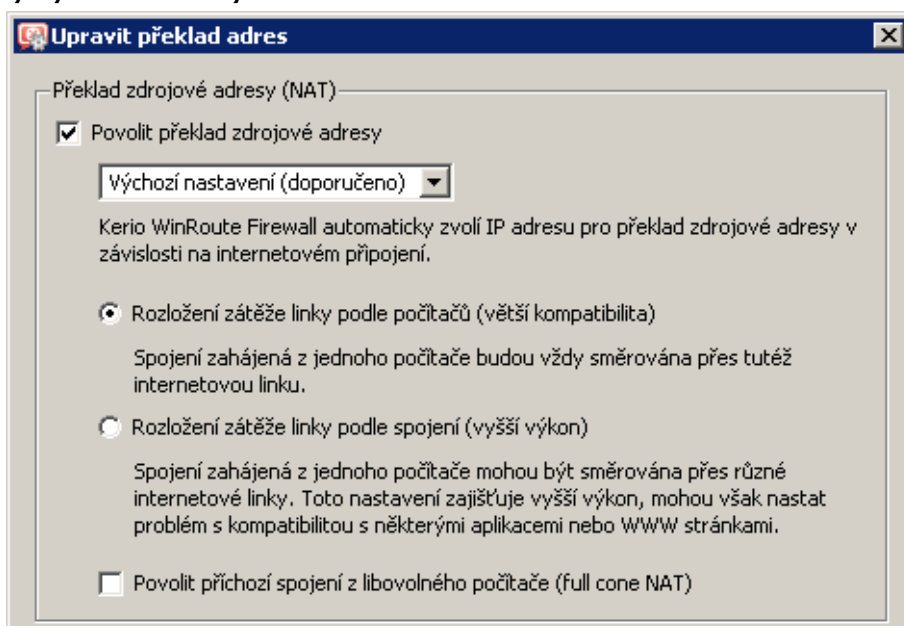 Upravit překlad adres
Překlad zdrojové adresy (NAT)
Povolit překlad zdrojové adresy
Výchozí nastavení (doporučeno)
Kerio WinRoute Firewall automaticky zvolí IP adresu pro překlad zdrojové adresy v
závislosti na internetovém připojení.
Rozložení zátěže linky podle počítačů (větší kompatibilita)
Spojení zahájená z jednoho počítače budou vždy směrována přes tutéž
internetovou linku.
Rozložení zátěže linky podle spojení (vyšší výkon)
Spojení zahájená z jednoho počítače mohou být směrována přes různé
internetové linky. Toto nastavení zajišťuje vyšší výkon, mohou však nastat
problém s kompatibilitou s některými aplikacemi nebo WWW stránkami.
Povolit příchozí spojení z libovolného počítače (full cone NAT)